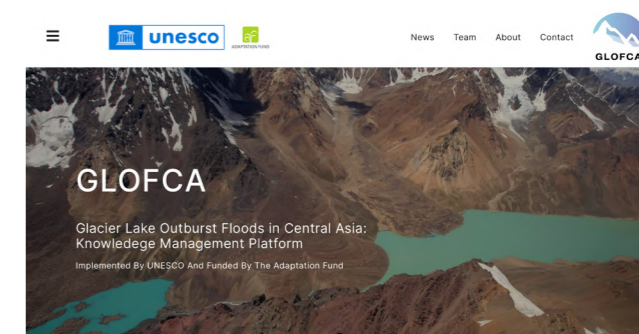 unesco
af
ADAPTATION FUND
News Team About Contact
GLOFCA
GLOFCA
Glacier Lake Outburst Floods in Central Asia:
Knowledege Management Platform
Implemented By UNESCO And Funded By The Adaptation Fund